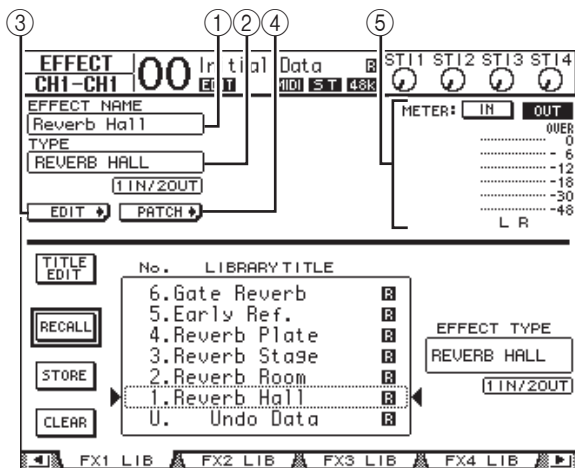 ③ ① ② ④ ⑤
EFFECT
CH1-CH1
00
Initial Data R
EDIT MIDI ST 48k
STI1 STI2 STI3 STI4
EFFECT NAME
Reverb Hall
TYPE
REVERB HALL
1IN/2OUT
EDIT PATCH
METER: IN OUT
OVER
0
- 6
-12
-18
-30
-48
L R
TITLE EDIT
RECALL
STORE
CLEAR
No. LIBRARY TITLE
6.Gate Reverb R
5.Early Ref. R
4.Reverb Plate R
3.Reverb Stage R
2.Reverb Room R
1.Reverb Hall R
U. Undo Data R
EFFECT TYPE
REVERB HALL
1IN/2OUT
FX1 LIB FX2 LIB FX3 LIB FX4 LIB